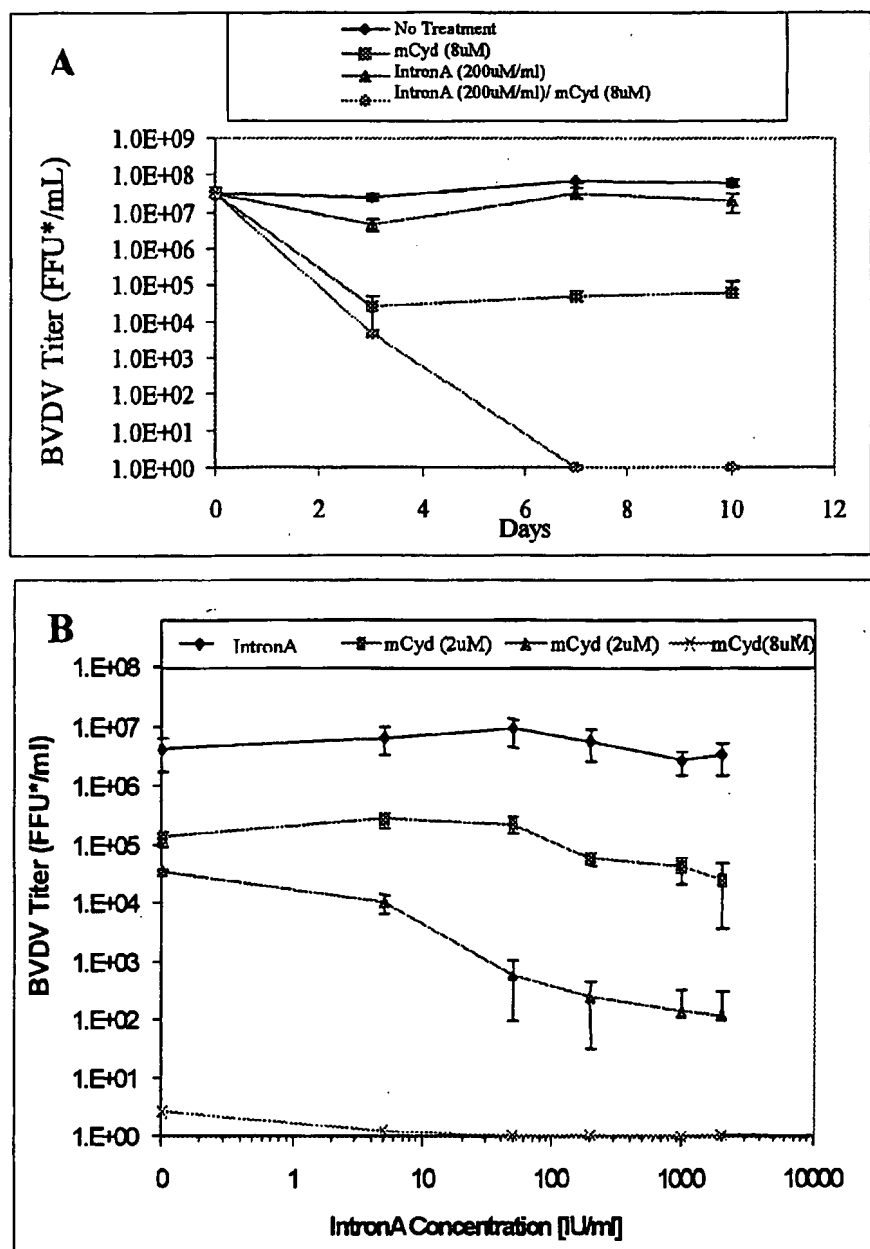 A
No Treatment
mCyd (8uM)
IntronA (200uM/ml)
IntronA (200uM/ml)/ mCyd (8uM)
1.0E+09
1.0E+08
1.0E+07
1.0E+06
1.0E+05
1.0E+04
1.0E+03
1.0E+02
1.0E+01
1.0E+00
BVDV Titer (FFU*/mL)
0 2 4 6 8 10 12
Days
B
IntronA mCyd (2uM) mCyd (2uM) mCyd(8uM)
1.E+08
1.E+07
1.E+06
1.E+05
1.E+04
1.E+03
1.E+02
1.E+01
1.E+00
BVDV Titer (FFU*/ml)
0 1 10 100 1000 10000
IntronA Concentration [IU/ml]